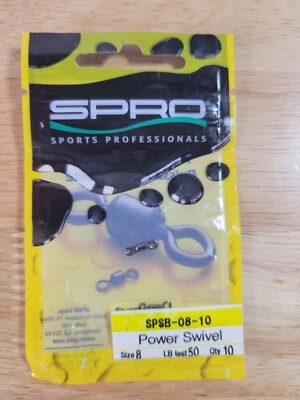 SPRO
SPORTS PROFESSIONALS
SPSB-08-10
Power Swivel
Size 8 LB test 50 Qty 10